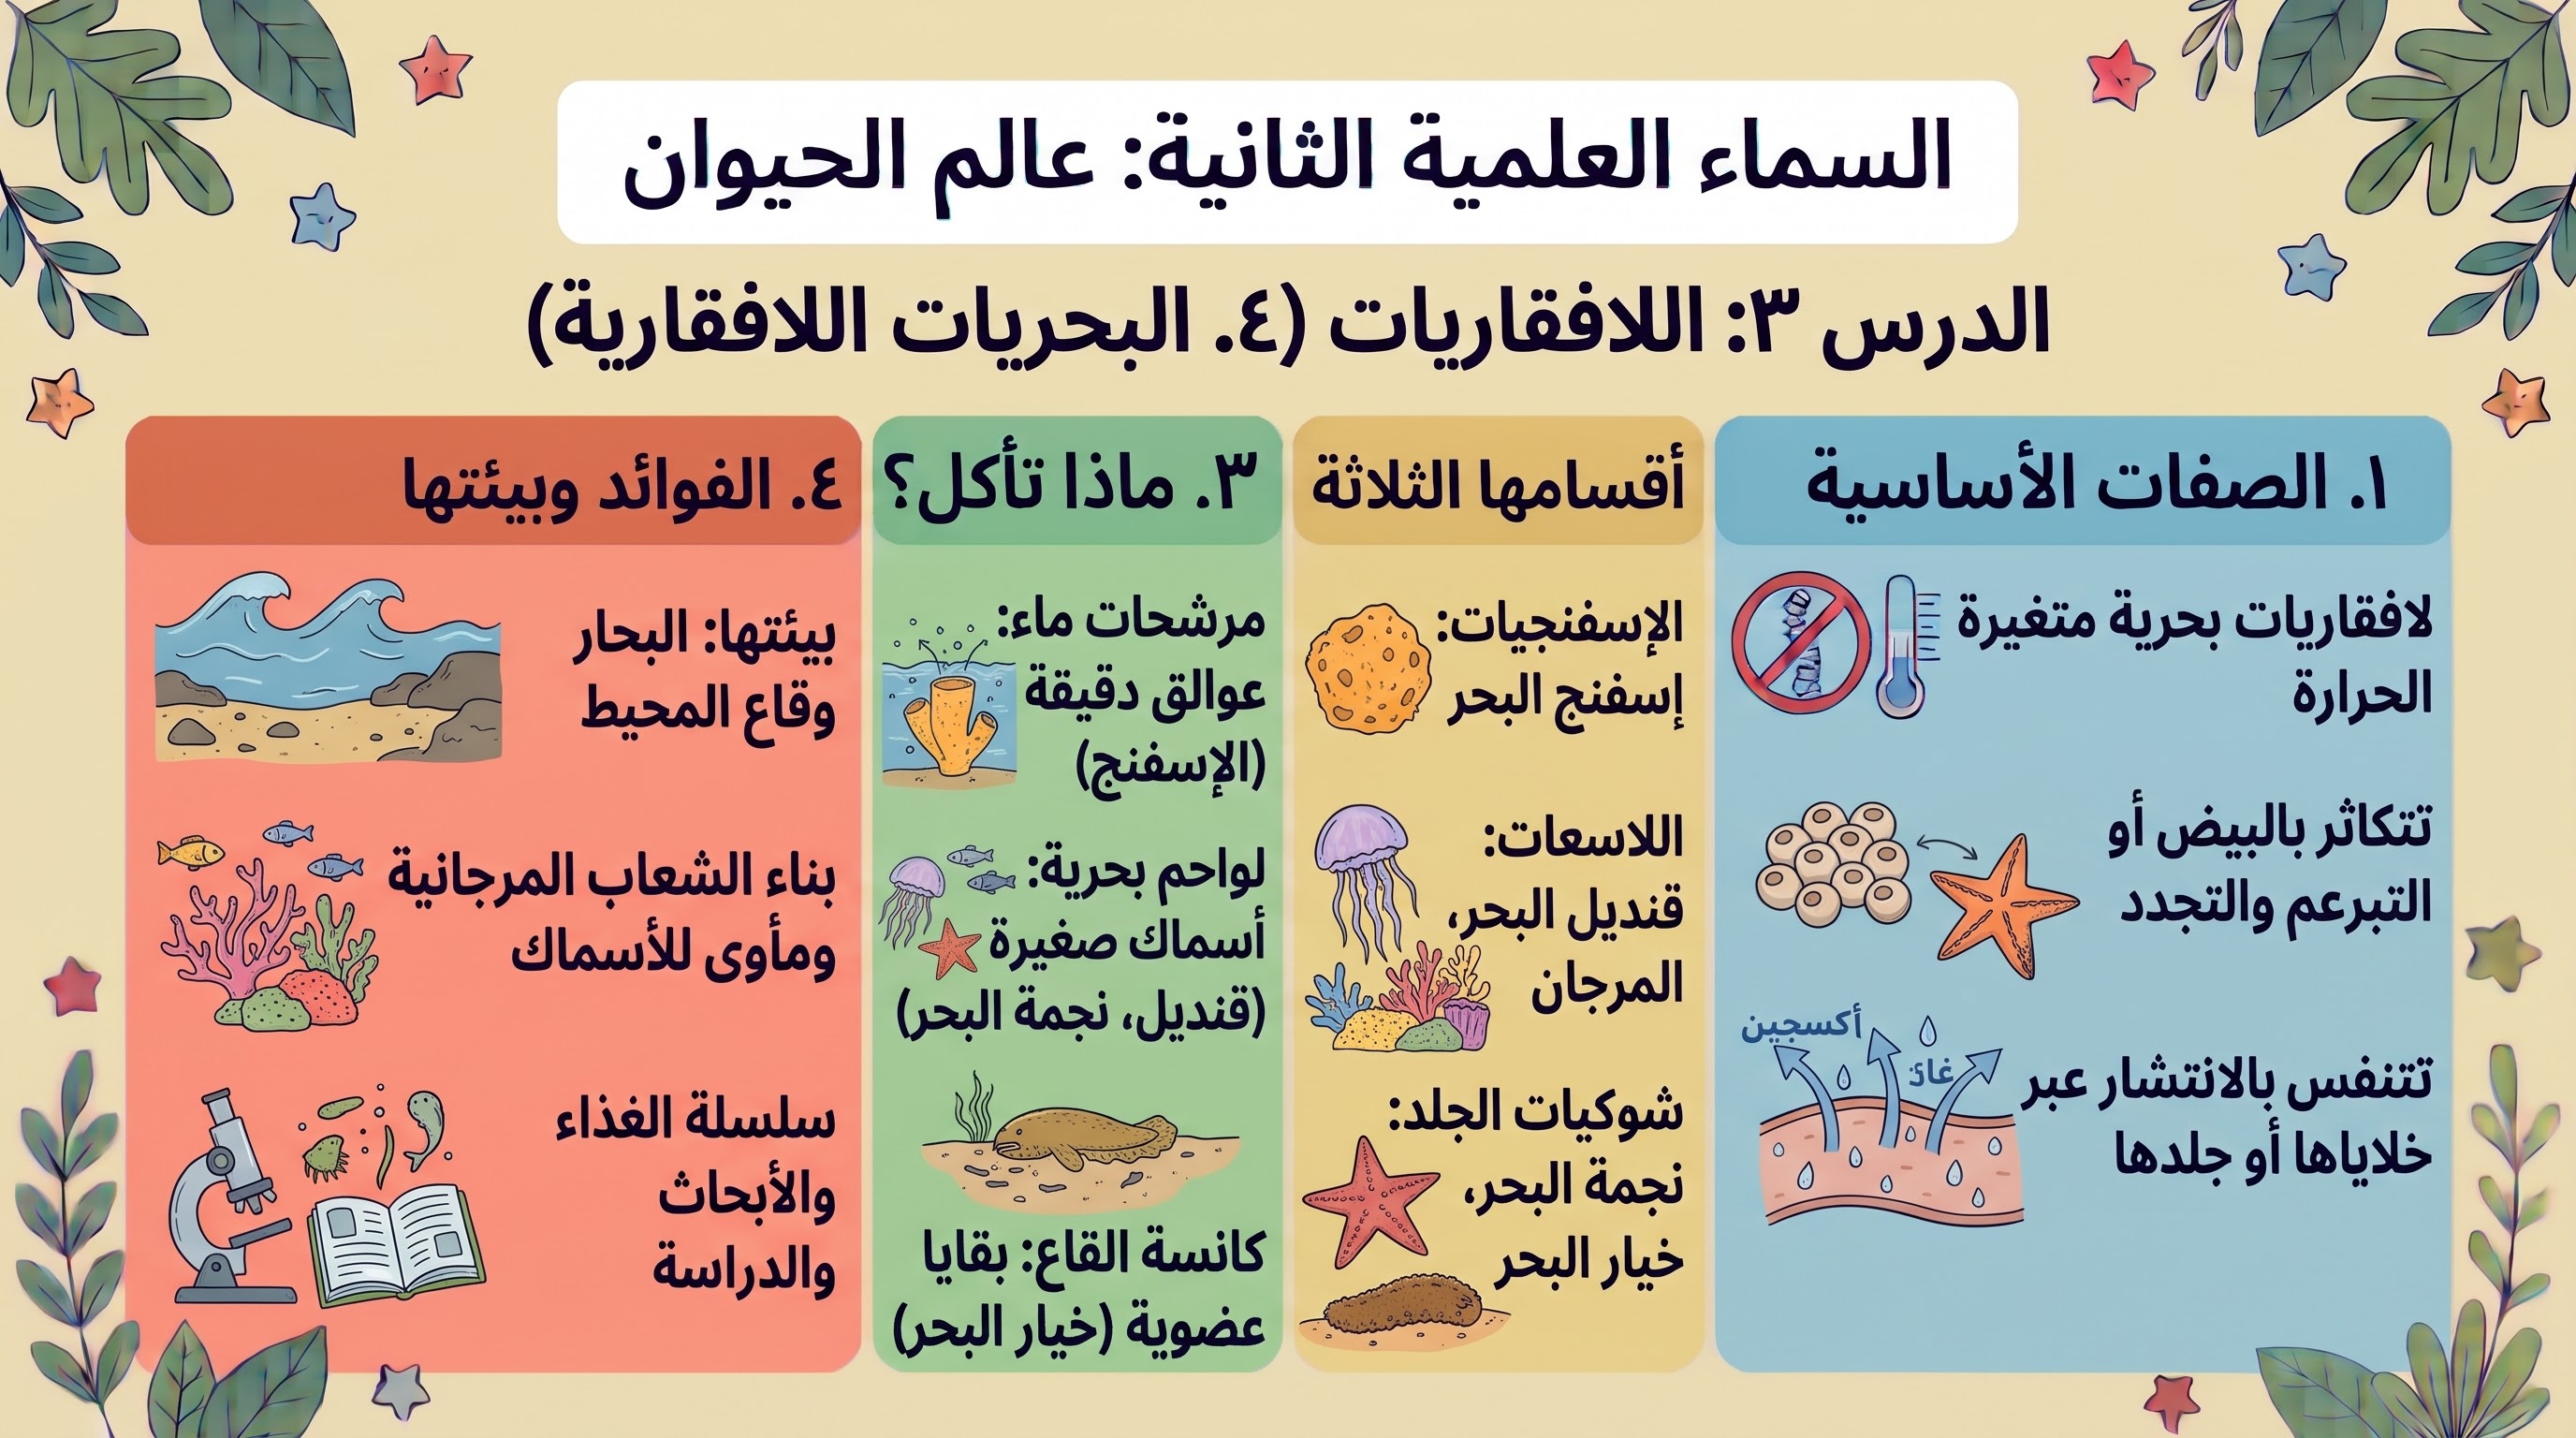 السماء العلمية الثانية: عالم الحيوان
الدرس ٣: اللافقاريات (٤. البحريات اللافقارية)
١. الصفات الأساسية
لافقاريات بحرية متغيرة
الحرارة
تتكاثر بالبيض أو
التبرعم والتجدد
أكسجين
غاز
تتنفس بالانتشار عبر
خلاياها أو جلدها
أقسامها الثلاثة
الإسفنجيات:
إسفنج البحر
اللاسعات:
قنديل البحر،
المرجان
شوكيات الجلد:
نجمة البحر،
خيار البحر
٣. ماذا تأكل؟
مرشحات ماء:
عوالق دقيقة
(الإسفنج)
لواحم بحرية:
أسماك صغيرة
(قنديل، نجمة البحر)
كانسة القاع: بقايا
عضوية (خيار البحر)
٤. الفوائد وبيئتها
بيئتها: البحار
وقاع المحيط
بناء الشعاب المرجانية
ومأوى للأسماك
سلسلة الغذاء
والأبحاث
والدراسة